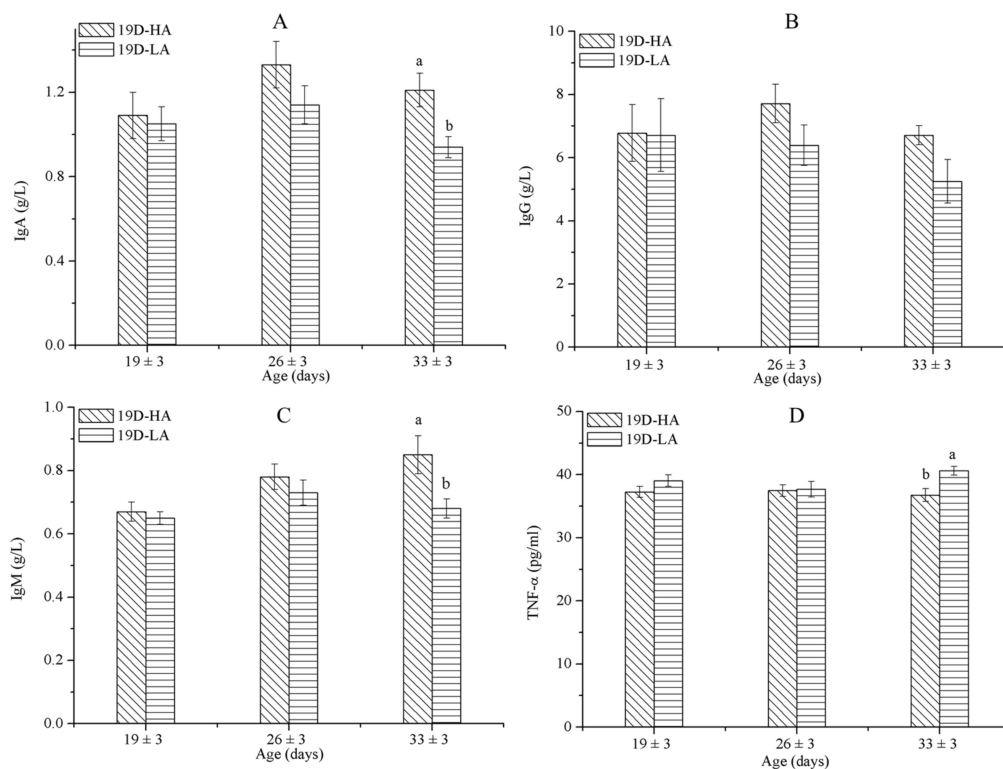 A
19D-HA
19D-LA
IgA (g/L)
1.2
0.8
0.4
0.0
a
b
19 ± 3
26 ± 3
33 ± 3
Age (days)
B
19D-HA
19D-LA
IgG (g/L)
10
8
6
4
2
0
19 ± 3
26 ± 3
33 ± 3
Age (days)
C
19D-HA
19D-LA
IgM (g/L)
1.0
0.8
0.6
0.4
0.2
0.0
a
b
19 ± 3
26 ± 3
33 ± 3
Age (days)
D
19D-HA
19D-LA
TNF-α (pg/ml)
50
40
30
20
10
0
b
a
19 ± 3
26 ± 3
33 ± 3
Age (days)